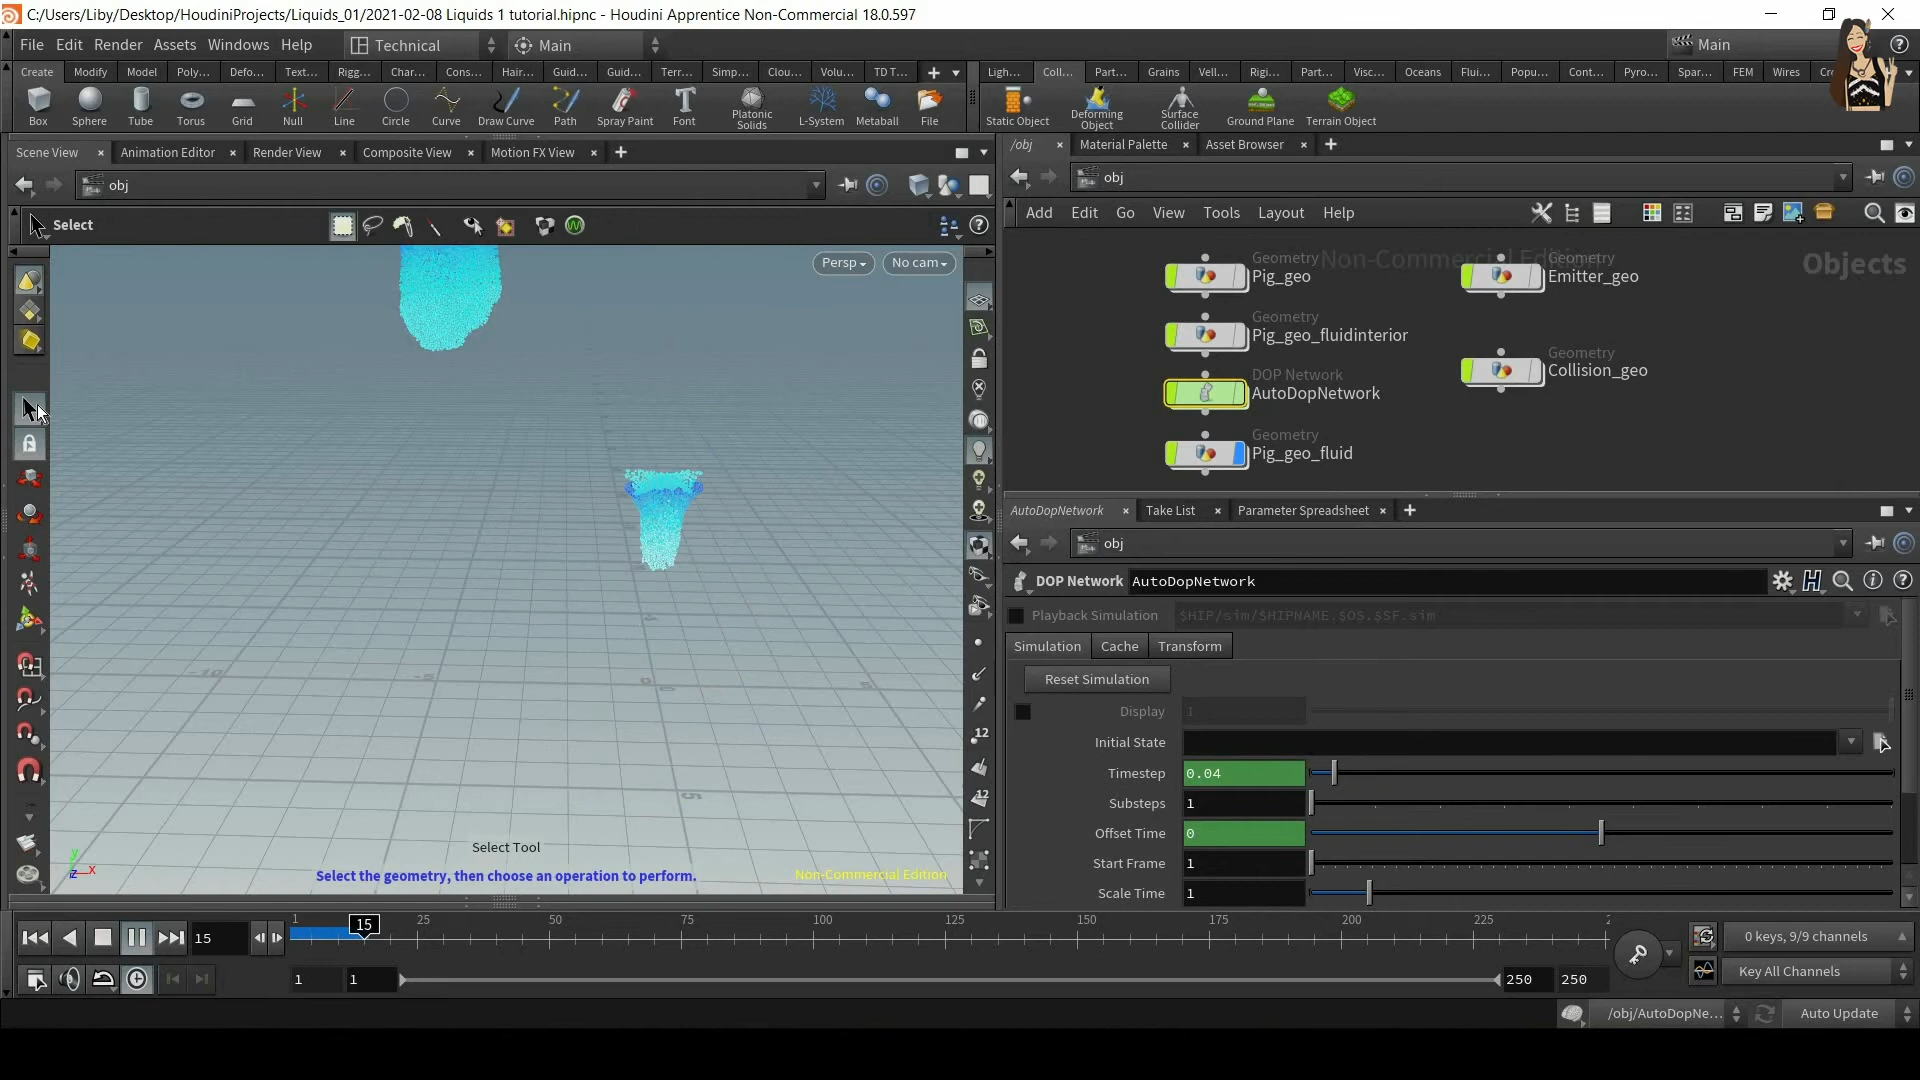 C:/Users/Liby/Desktop/HoudiniProjects/Liquids_01/2021-02-08 Liquids 1 tutorial.hipnc - Houdini Apprentice Non-Commercial 18.0.597
File Edit Render Assets Windows Help Technical Main Main
Create Modify Model Poly... Defo... Text... Rigg... Char... Cons... Hair... Guid... Guid... Terr... Simp... Clou... Volu... TD T... Ligh... Coll... Part... Grains Vell... Rigi... Part... Visc... Oceans Flui... Popu... Cont... Pyro... Spar... FEM Wires
Box Sphere Tube Torus Grid Null Line Circle Curve Draw Curve Path Spray Paint Font Platonic Solids L-System Metaball File Static Object Deforming Object Surface Collider Ground Plane Terrain Object
Scene View Animation Editor Render View Composite View Motion FX View
/obj Material Palette Asset Browser
obj
obj
Select
Add Edit Go View Tools Layout Help
Persp No cam
Non-Commercial Edition
Objects
Geometry
Pig_geo
Geometry
Emitter_geo
Geometry
Pig_geo_fluidinterior
Geometry
Collision_geo
DOP Network
AutoDopNetwork
Geometry
Pig_geo_fluid
AutoDopNetwork Take List Parameter Spreadsheet
obj
DOP Network AutoDopNetwork
Playback Simulation $HIP/sim/$HIPNAME.$OS.$SF.sim
Simulation Cache Transform
Reset Simulation
Display 1
Initial State
Timestep 0.04
Substeps 1
Offset Time 0
Start Frame 1
Scale Time 1
12
12
-10 -5 0 0 5
5
y
x
z
Select Tool
Select the geometry, then choose an operation to perform.
Non-Commercial Edition
1 15 25 50 75 100 125 150 175 200 225 2
15
0 keys, 9/9 channels
1 1 250 250
Key All Channels
/obj/AutoDopNe... Auto Update